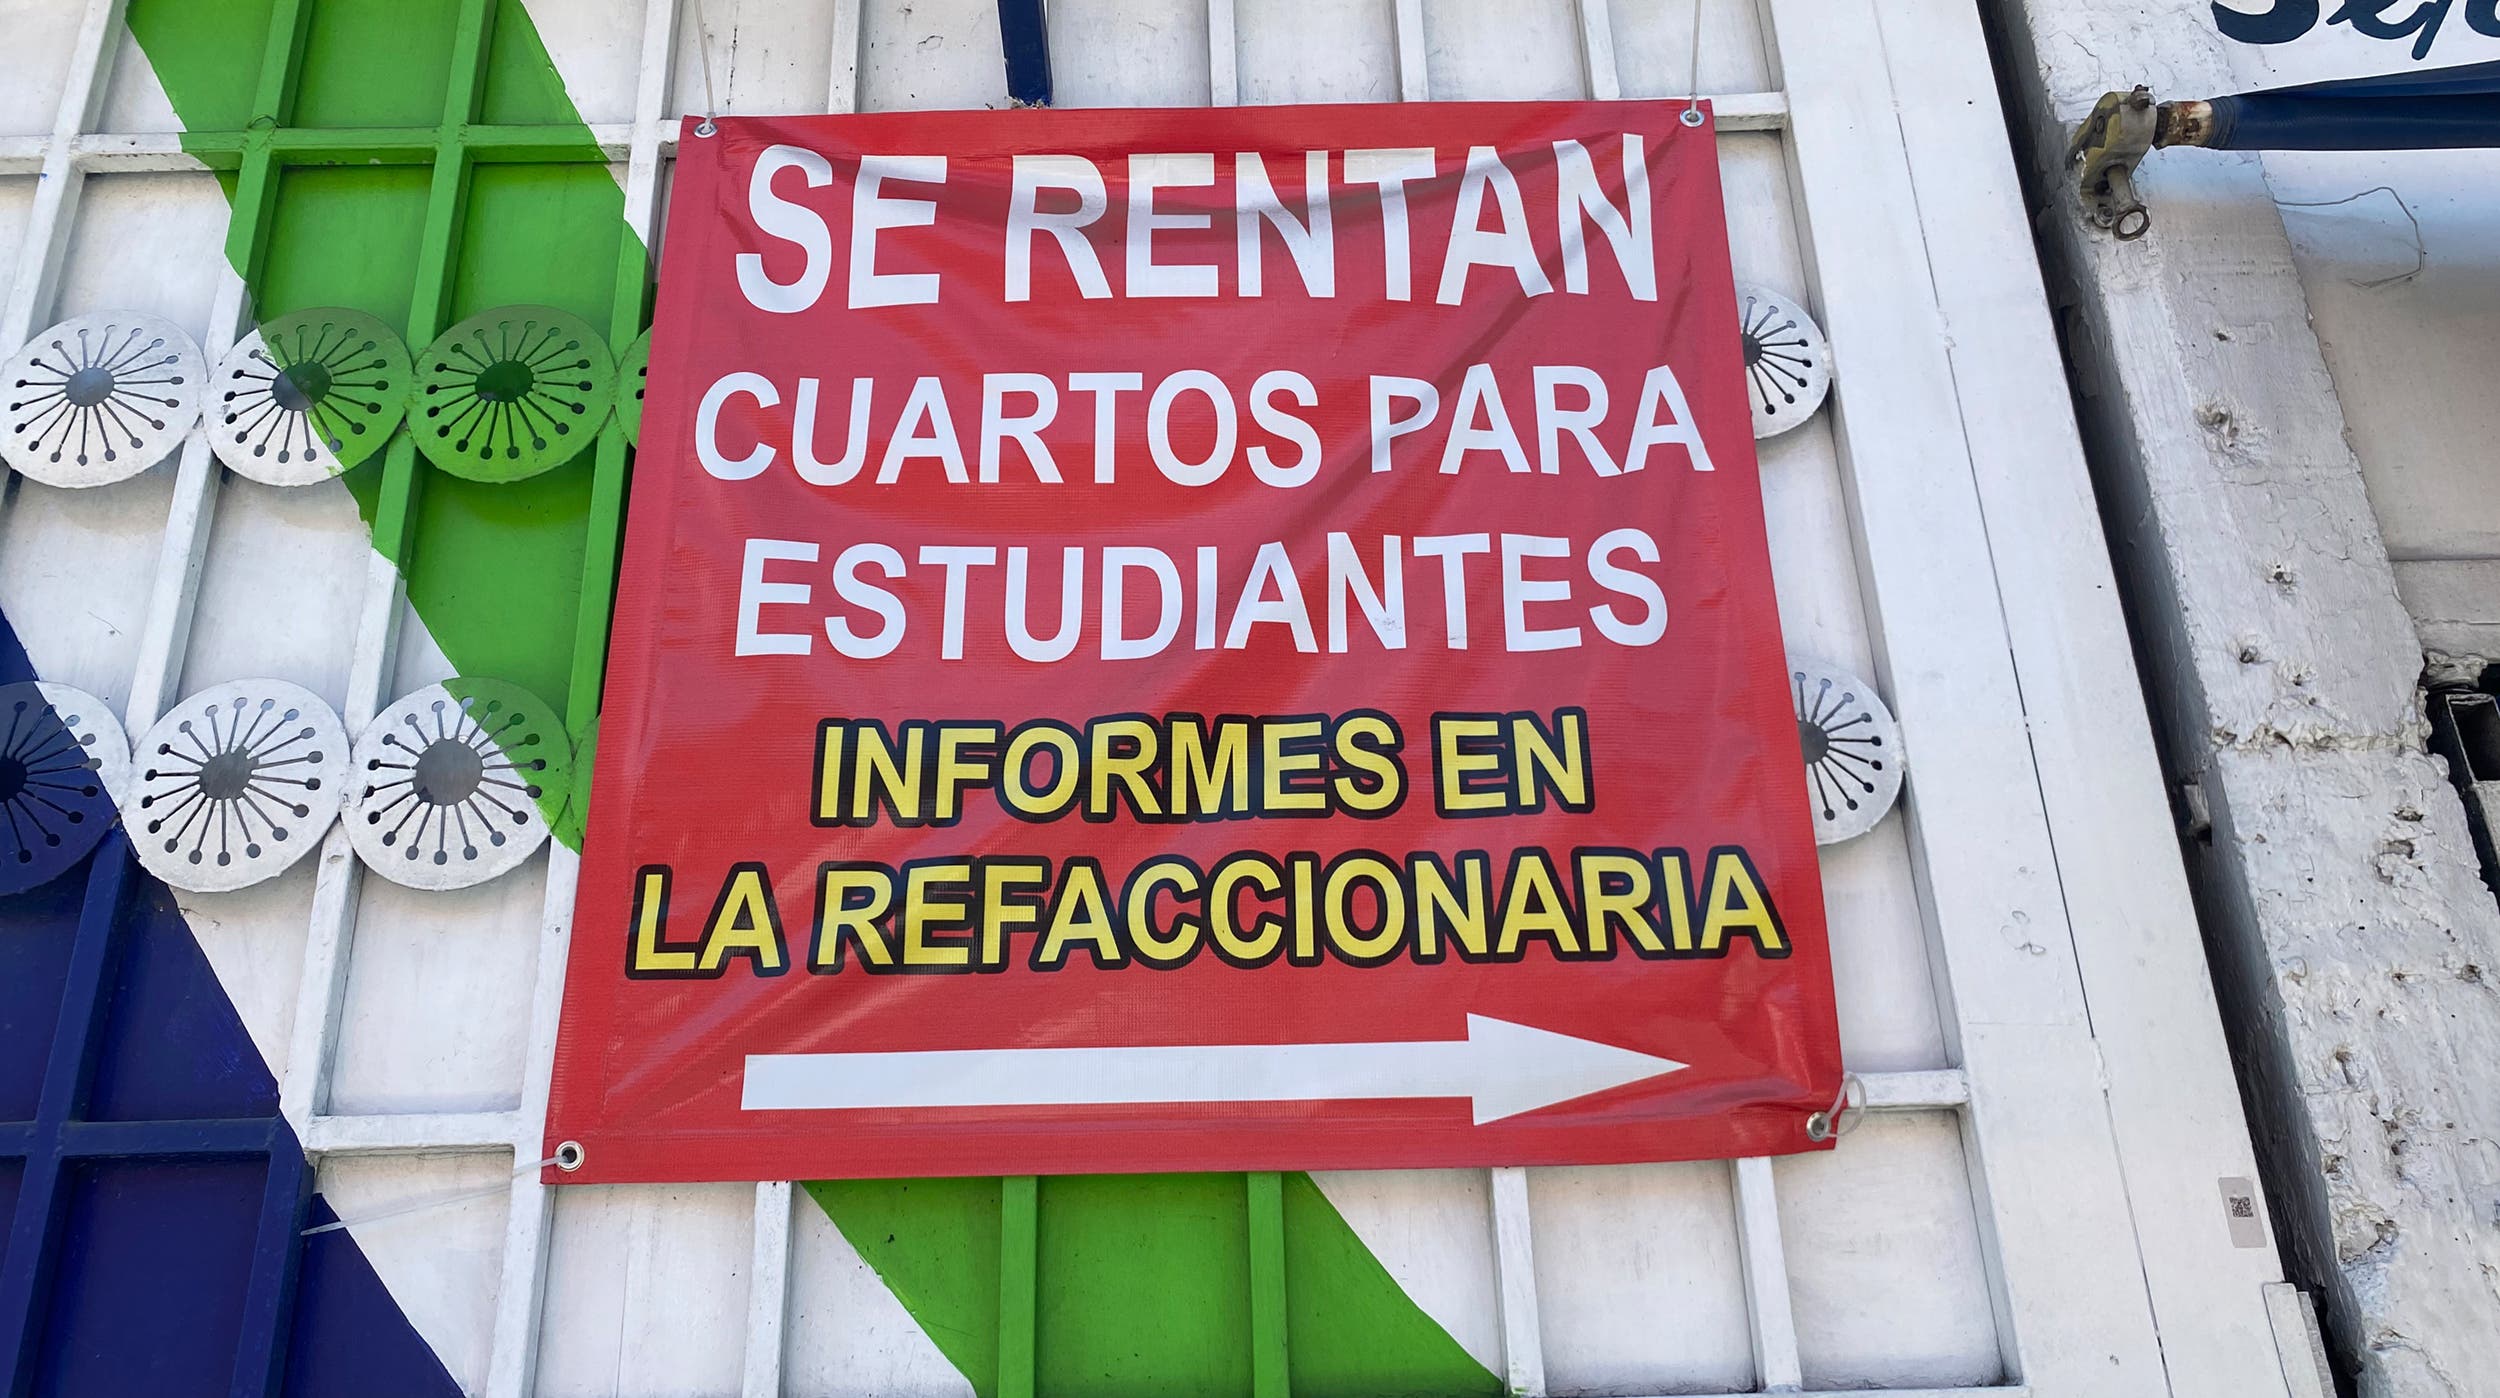 SE RENTAN
CUARTOS PARA
ESTUDIANTES
INFORMES EN
LA REFACCIONARIA